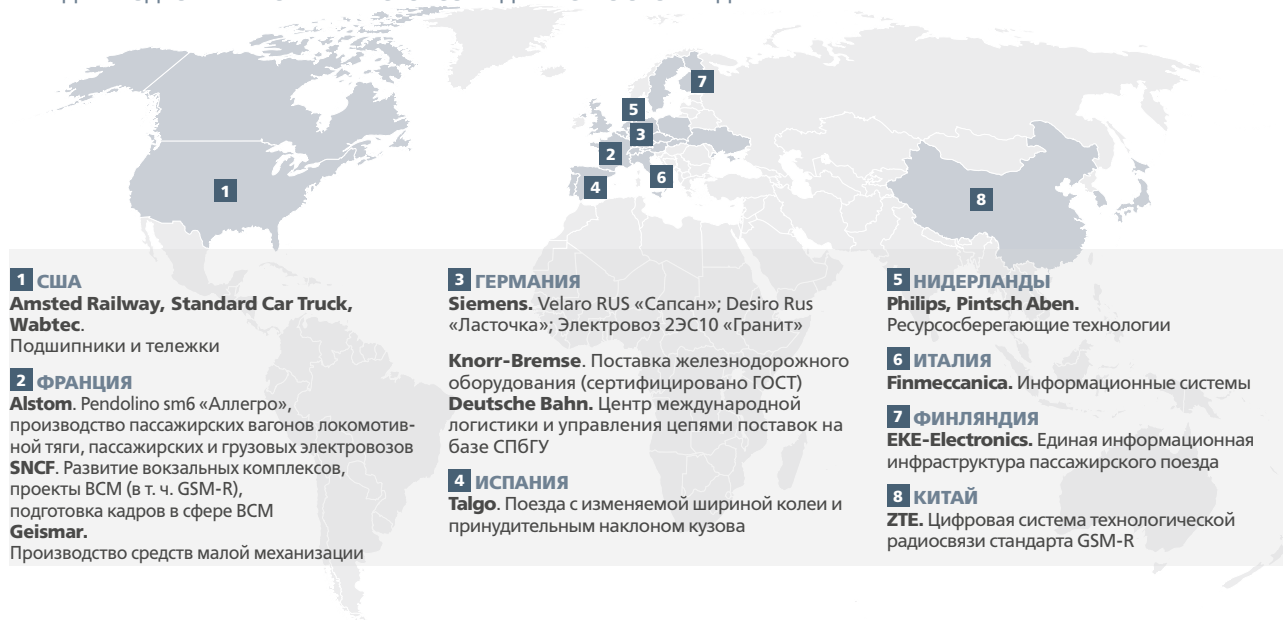 1 США
Amsted Railway, Standard Car Truck,
Wabtec.
Подшипники и тележки
2 ФРАНЦИЯ
Alstom. Pendolino sm6 «Аллегро»,
производство пассажирских вагонов локомотив-
ной тяги, пассажирских и грузовых электровозов
SNCF. Развитие вокзальных комплексов,
проекты ВСМ (в т. ч. GSM-R),
подготовка кадров в сфере ВСМ
Geismar.
Производство средств малой механизации
3 ГЕРМАНИЯ
Siemens. Velaro RUS «Сапсан»; Desiro Rus
«Ласточка»; Электровоз 2ЭС10 «Гранит»
Knorr-Bremse. Поставка железнодорожного
оборудования (сертифицировано ГОСТ)
Deutsche Bahn. Центр международной
логистики и управления цепями поставок на
базе СПбГУ
4 ИСПАНИЯ
Talgo. Поезда с изменяемой шириной колеи и
принудительным наклоном кузова
5 НИДЕРЛАНДЫ
Philips, Pintsch Aben.
Ресурсосберегающие технологии
6 ИТАЛИЯ
Finmeccanica. Информационные системы
7 ФИНЛЯНДИЯ
EKE-Electronics. Единая информационная
инфраструктура пассажирского поезда
8 КИТАЙ
ZTE. Цифровая система технологической
радиосвязи стандарта GSM-R
1
2
3
4
5
6
7
8